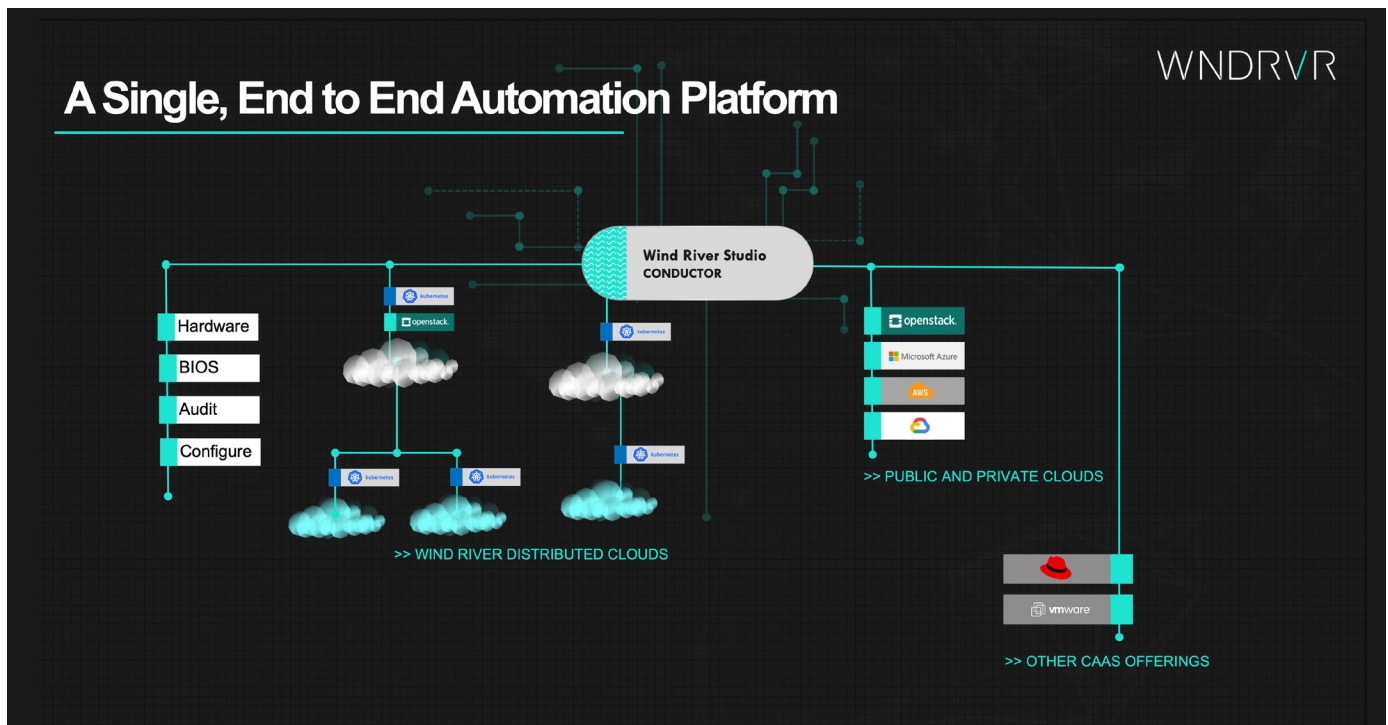 WNDRVR
A Single, End to End Automation Platform
Wind River Studio
CONDUCTOR
Hardware
BIOS
Audit
Configure
kubernetes
openstack.
kubernetes
kubernetes
kubernetes
kubernetes
>> WIND RIVER DISTRIBUTED CLOUDS
openstack.
Microsoft Azure
AWS
>> PUBLIC AND PRIVATE CLOUDS
vmware
>> OTHER CAAS OFFERINGS